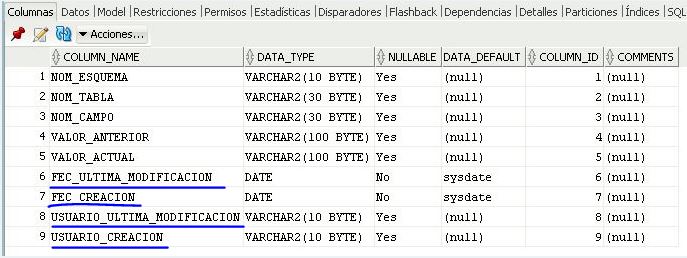 Columnas Datos Model Restricciones Permisos Estadísticas Disparadores Flashback Dependencias Detalles Particiones Índices SQL
Acciones...
COLUMN_NAME DATA_TYPE NULLABLE DATA_DEFAULT COLUMN_ID COMMENTS
1 NOM_ESQUEMA VARCHAR2(10 BYTE) Yes (null) 1 (null)
2 NOM_TABLA VARCHAR2(30 BYTE) Yes (null) 2 (null)
3 NOM_CAMPO VARCHAR2(30 BYTE) Yes (null) 3 (null)
4 VALOR_ANTERIOR VARCHAR2(100 BYTE) Yes (null) 4 (null)
5 VALOR_ACTUAL VARCHAR2(100 BYTE) Yes (null) 5 (null)
6 FEC_ULTIMA_MODIFICACION DATE No sysdate 6 (null)
7 FEC_CREACION DATE No sysdate 7 (null)
8 USUARIO_ULTIMA_MODIFICACION VARCHAR2(10 BYTE) Yes (null) 8 (null)
9 USUARIO_CREACION VARCHAR2(10 BYTE) Yes (null) 9 (null)